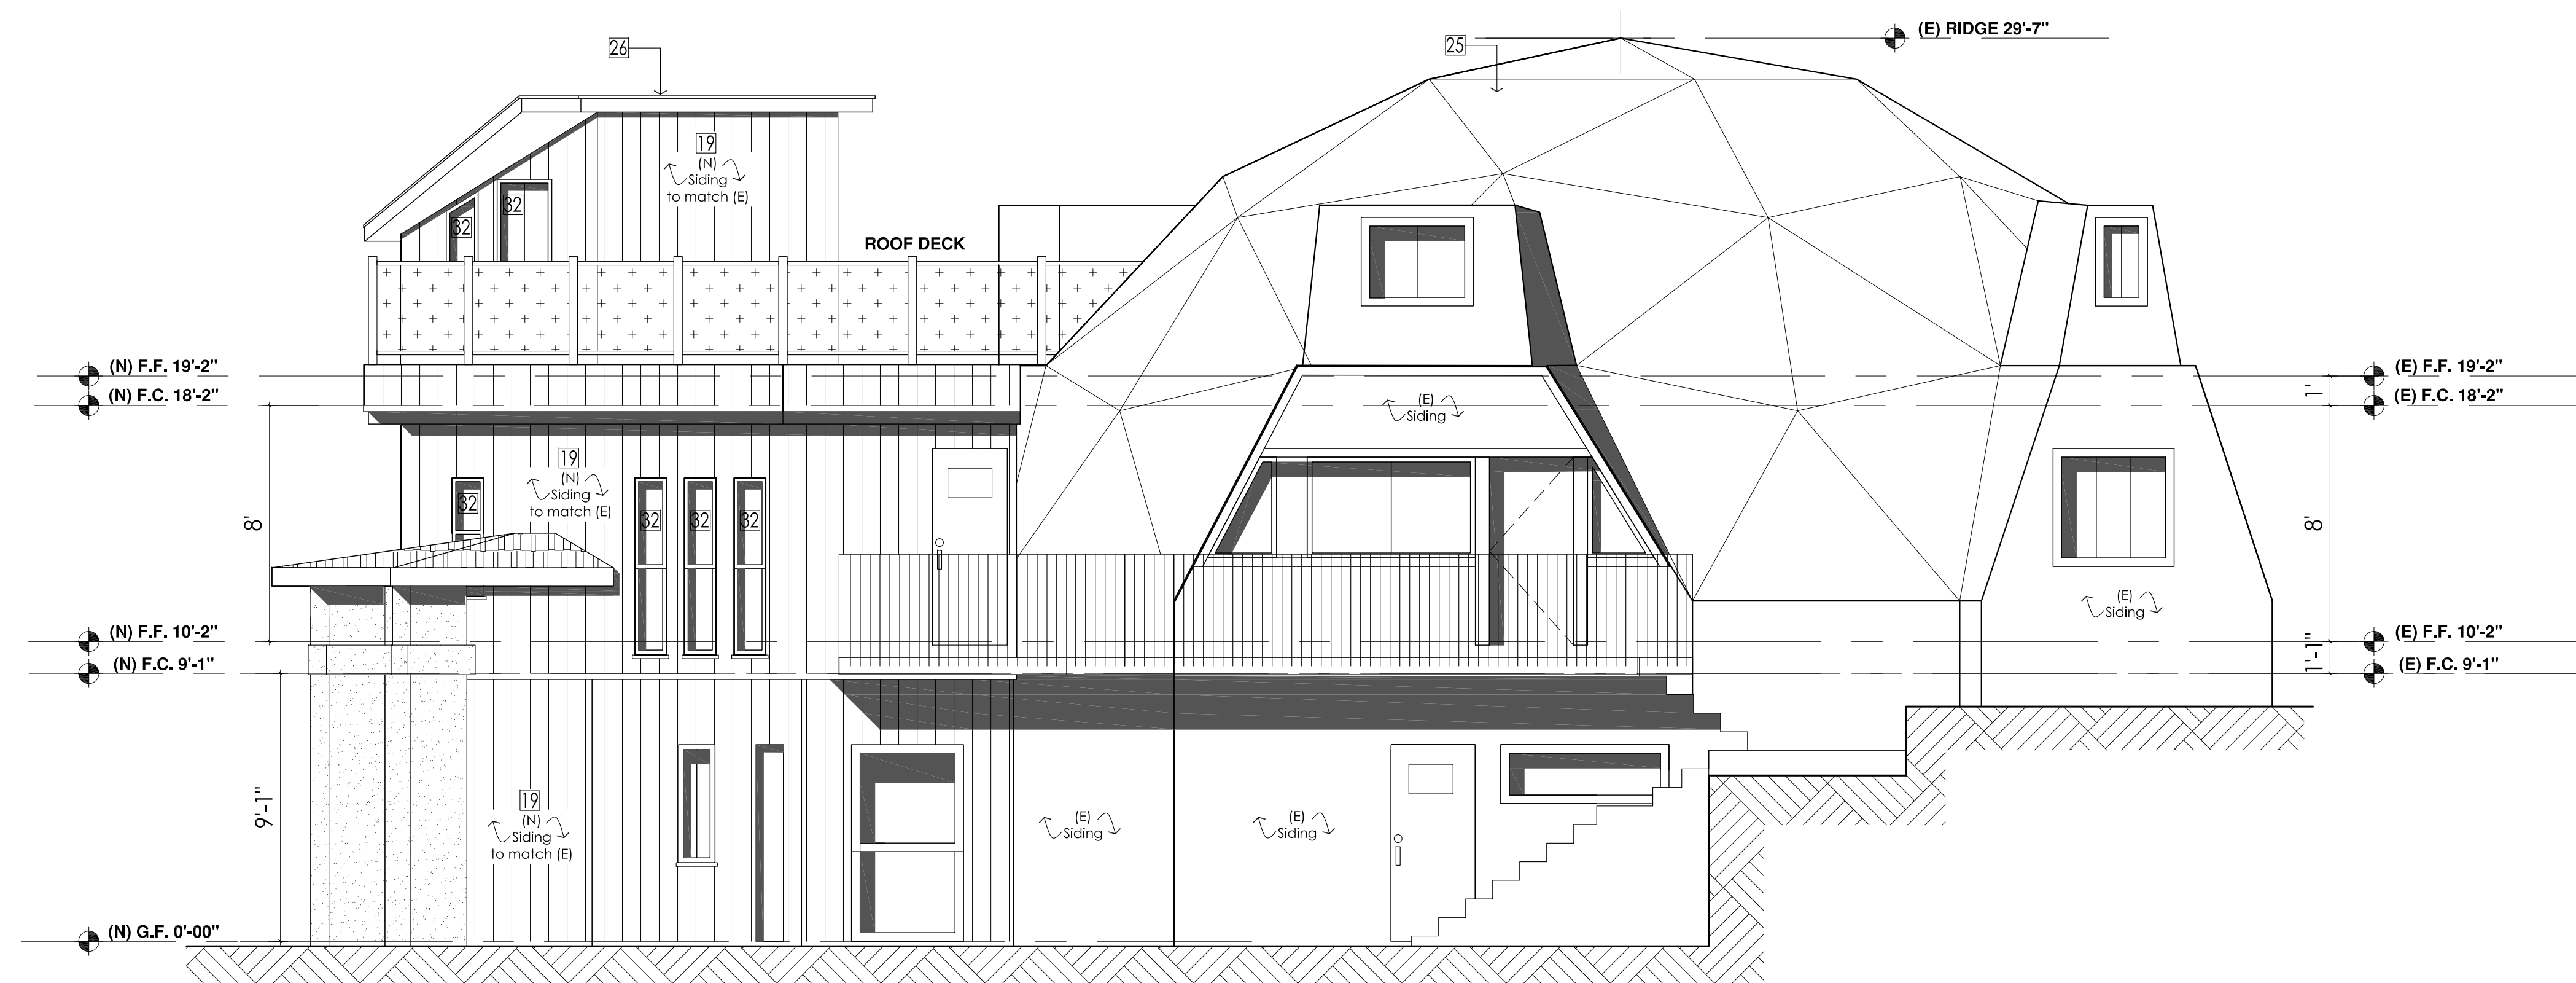 (E) RIDGE 29'-7"
26
25
19
(N)
Siding
to match (E)
32
32
ROOF DECK
(N) F.F. 19'-2"
(E) F.F. 19'-2"
1'
(N) F.C. 18'-2"
(E) F.C. 18'-2"
(E)
Siding
19
(N)
Siding
to match (E)
32
32
32
32
8'
8'
(E)
Siding
(N) F.F. 10'-2"
(E) F.F. 10'-2"
1'-1"
(N) F.C. 9'-1"
(E) F.C. 9'-1"
9'-1"
19
(N)
Siding
to match (E)
(E)
Siding
(E)
Siding
(N) G.F. 0'-00"